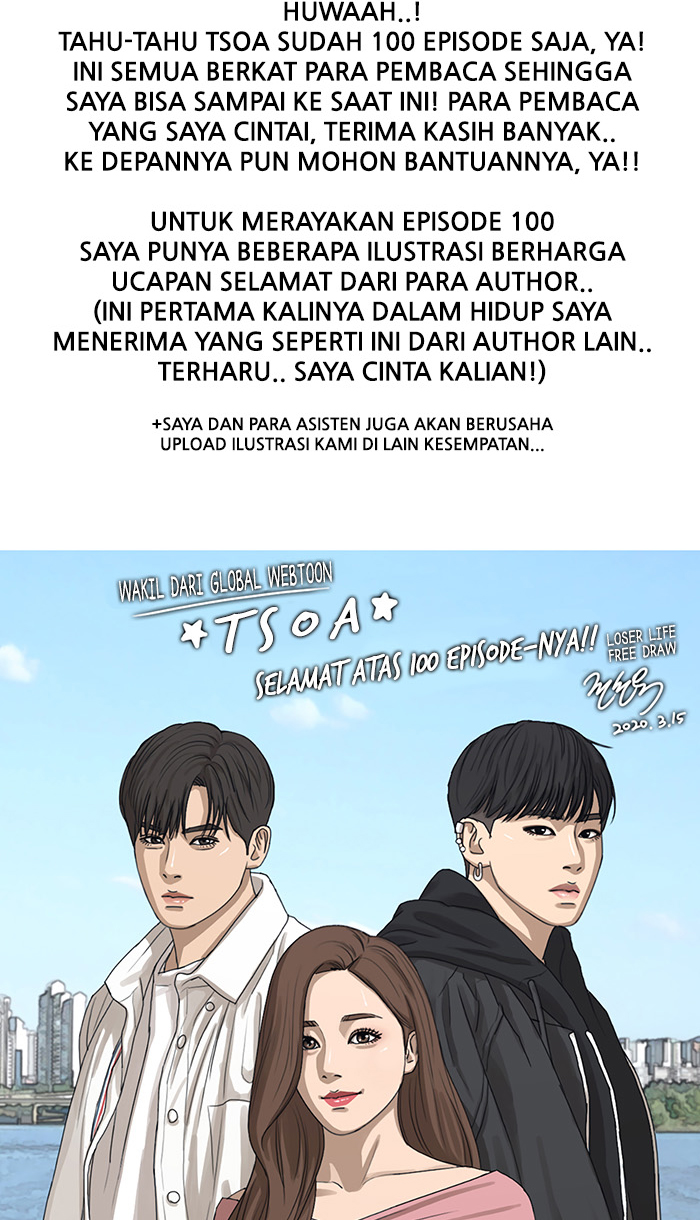 HUWAAH..!
TAHU-TAHU TSOA SUDAH 100 EPISODE SAJA, YA!
INI SEMUA BERKAT PARA PEMBACA SEHINGGA
SAYA BISA SAMPAI KE SAAT INI! PARA PEMBACA
YANG SAYA CINTAI, TERIMA KASIH BANYAK..
KE DEPANNYA PUN MOHON BANTUANNYA, YA!!
UNTUK MERAYAKAN EPISODE 100
SAYA PUNYA BEBERAPA ILUSTRASI BERHARGA
UCAPAN SELAMAT DARI PARA AUTHOR..
(INI PERTAMA KALINYA DALAM HIDUP SAYA
MENERIMA YANG SEPERTI INI DARI AUTHOR LAIN..
TERHARU.. SAYA CINTA KALIAN!)
+SAYA DAN PARA ASISTEN JUGA AKAN BERUSAHA
UPLOAD ILUSTRASI KAMI DI LAIN KESEMPATAN...
WAKIL DARI GLOBAL WEBTOON
★TSOA★
SELAMAT ATAS 100 EPISODE-NYA!!
LOSER LIFE
FREE DRAW
2020.3.15